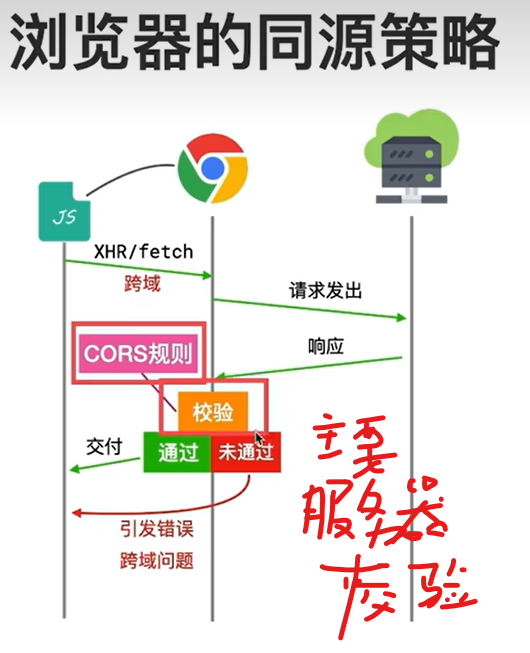 浏览器的同源策略
JS
XHR/fetch
跨域
请求发出
响应
CORS规则
校验
交付
通过
未通过
引发错误
跨域问题
主要
服务器
校验